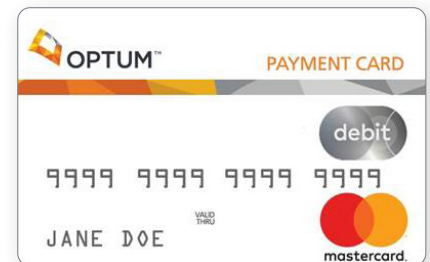 OPTUM™
PAYMENT CARD
debit
9999 9999 9999 9999
VALID
THRU
JANE DOE
mastercard.